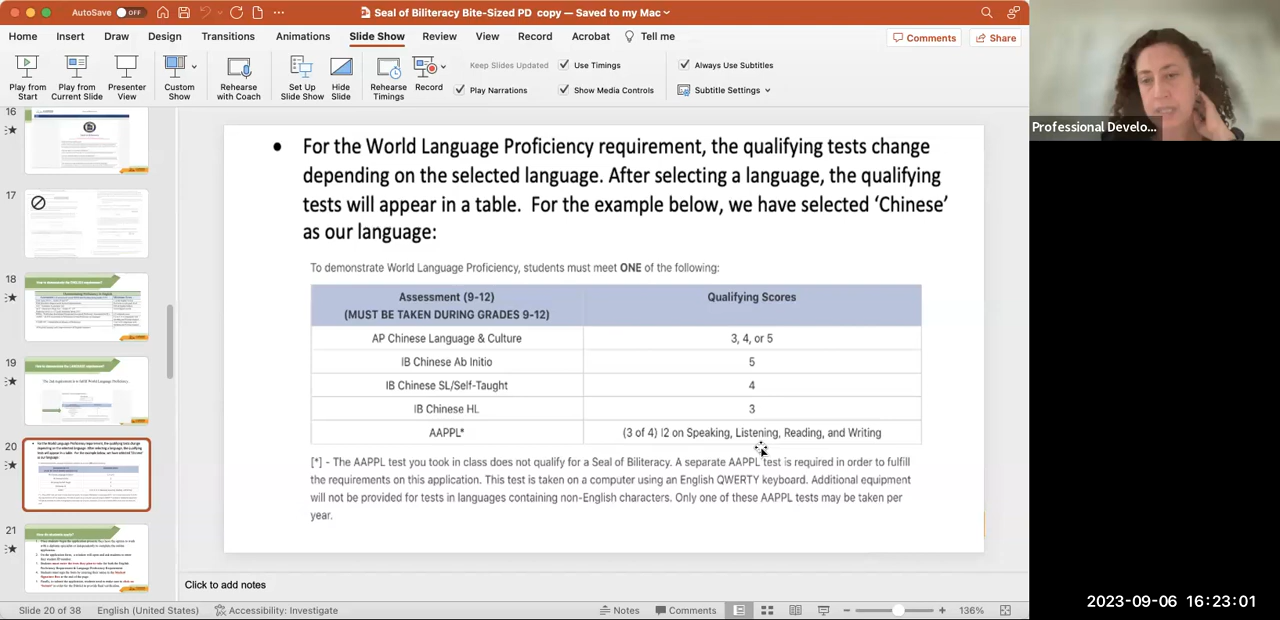 AutoSave OFF
Seal of Biliteracy Bite-Sized PD copy — Saved to my Mac
Home Insert Draw Design Transitions Animations Slide Show Review View Record Acrobat Tell me Comments Share
Play from Start
Play from Current Slide
Presenter View
Custom Show
Rehearse with Coach
Set Up Slide Show
Hide Slide
Rehearse Timings
Record
Keep Slides Updated
Use Timings
Play Narrations
Show Media Controls
Always Use Subtitles
Subtitle Settings
Professional Develo...
16
17
18
19
20
21
• For the World Language Proficiency requirement, the qualifying tests change
depending on the selected language. After selecting a language, the qualifying
tests will appear in a table. For the example below, we have selected ‘Chinese’
as our language:
To demonstrate World Language Proficiency, students must meet ONE of the following:
Assessment (9-12) Qualifying Scores
(MUST BE TAKEN DURING GRADES 9-12)
AP Chinese Language & Culture 3, 4, or 5
IB Chinese Ab Initio 5
IB Chinese SL/Self-Taught 4
IB Chinese HL 3
AAPPL* (3 of 4) I2 on Speaking, Listening, Reading, and Writing
[*] The AAPPL test you took in class does not qualify for a Seal of Biliteracy. A separate AAPPL test is required in order to fulfill
the requirements on this application. This test is taken on a computer using an English QWERTY keyboard. Additional equipment
will not be provided for tests in languages containing non-English characters. Only one of these AAPPL tests may be taken per
year.
Click to add notes
Slide 20 of 38 English (United States) Accessibility: Investigate Notes Comments 136%
2023-09-06 16:23:01